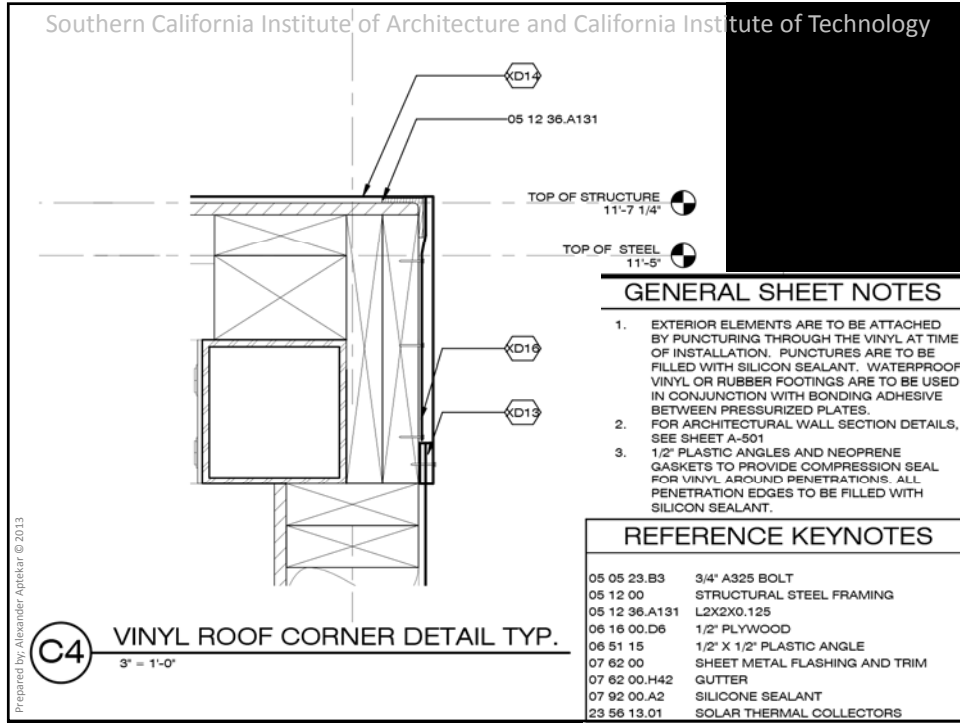 Southern California Institute of Architecture and California Institute of Technology
XD14
05 12 36.A131
TOP OF STRUCTURE
11'-7 1/4"
TOP OF STEEL
11'-5"
XD16
XD13
GENERAL SHEET NOTES
1. EXTERIOR ELEMENTS ARE TO BE ATTACHED
BY PUNCTURING THROUGH THE VINYL AT TIME
OF INSTALLATION. PUNCTURES ARE TO BE
FILLED WITH SILICON SEALANT. WATERPROOF
VINYL OR RUBBER FOOTINGS ARE TO BE USED
IN CONJUNCTION WITH BONDING ADHESIVE
BETWEEN PRESSURIZED PLATES.
2. FOR ARCHITECTURAL WALL SECTION DETAILS,
SEE SHEET A-501
3. 1/2" PLASTIC ANGLES AND NEOPRENE
GASKETS TO PROVIDE COMPRESSION SEAL
FOR VINYL AROUND PENETRATIONS. ALL
PENETRATION EDGES TO BE FILLED WITH
SILICON SEALANT.
REFERENCE KEYNOTES
05 05 23.B3 3/4" A325 BOLT
05 12 00 STRUCTURAL STEEL FRAMING
05 12 36.A131 L2X2X0.125
06 16 00.D6 1/2" PLYWOOD
06 51 15 1/2" X 1/2" PLASTIC ANGLE
07 62 00 SHEET METAL FLASHING AND TRIM
07 62 00.H42 GUTTER
07 92 00.A2 SILICONE SEALANT
23 56 13.01 SOLAR THERMAL COLLECTORS
C4
VINYL ROOF CORNER DETAIL TYP.
3" = 1'-0"
Prepared by; Alexander Aptekar © 2013